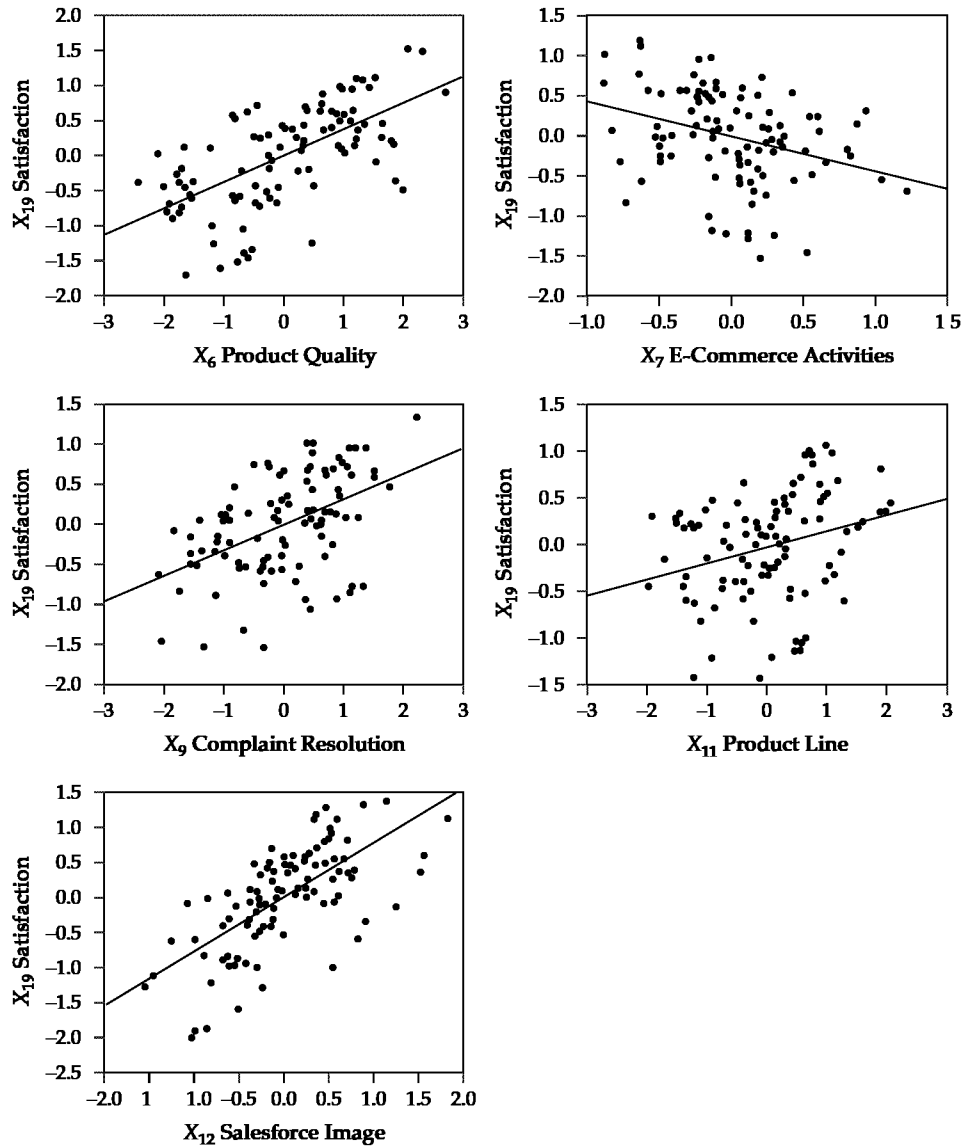 2.0
1.5
1.0
0.5
0.0
–0.5
–1.0
–1.5
–2.0
X19 Satisfaction
–3 –2 –1 0 1 2 3
X6 Product Quality
1.5
1.0
0.5
0.0
–0.5
–1.0
–1.5
–2.0
X19 Satisfaction
–1.0 –0.5 0.0 0.5 1.0 1.5
X7 E-Commerce Activities
1.5
1.0
0.5
0.0
–0.5
–1.0
–1.5
–2.0
X19 Satisfaction
–3 –2 –1 0 1 2 3
X9 Complaint Resolution
1.5
1.0
0.5
0.0
–0.5
–1.0
–1 5
X19 Satisfaction
–3 –2 –1 0 1 2 3
X11 Product Line
1.5
1.0
0.5
0.0
–0.5
–1.0
–1.5
–2.0
2.5
X19 Satisfaction
–2.0 1 1 –0.5 0 0.5 1.0 1.5 2.0
X12 Salesforce Image